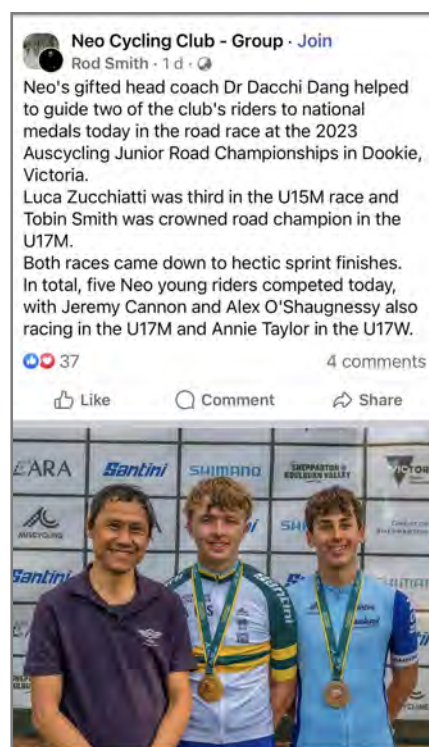 Neo Cycling Club - Group · Join
Rod Smith · 1 d ·
Neo's gifted head coach Dr Dacchi Dang helped
to guide two of the club's riders to national
medals today in the road race at the 2023
Auscycling Junior Road Championships in Dookie,
Victoria.
Luca Zucchiatti was third in the U15M race and
Tobin Smith was crowned road champion in the
U17M.
Both races came down to hectic sprint finishes.
In total, five Neo young riders competed today,
with Jeremy Cannon and Alex O'Shaugnessy also
racing in the U17M and Annie Taylor in the U17W.
37 4 comments
Like Comment Share
ARA Santini SHIMANO SHEPPARTON & GOULBURN VALLEY VICTOR
AUSCYCLING
Santini
Santini